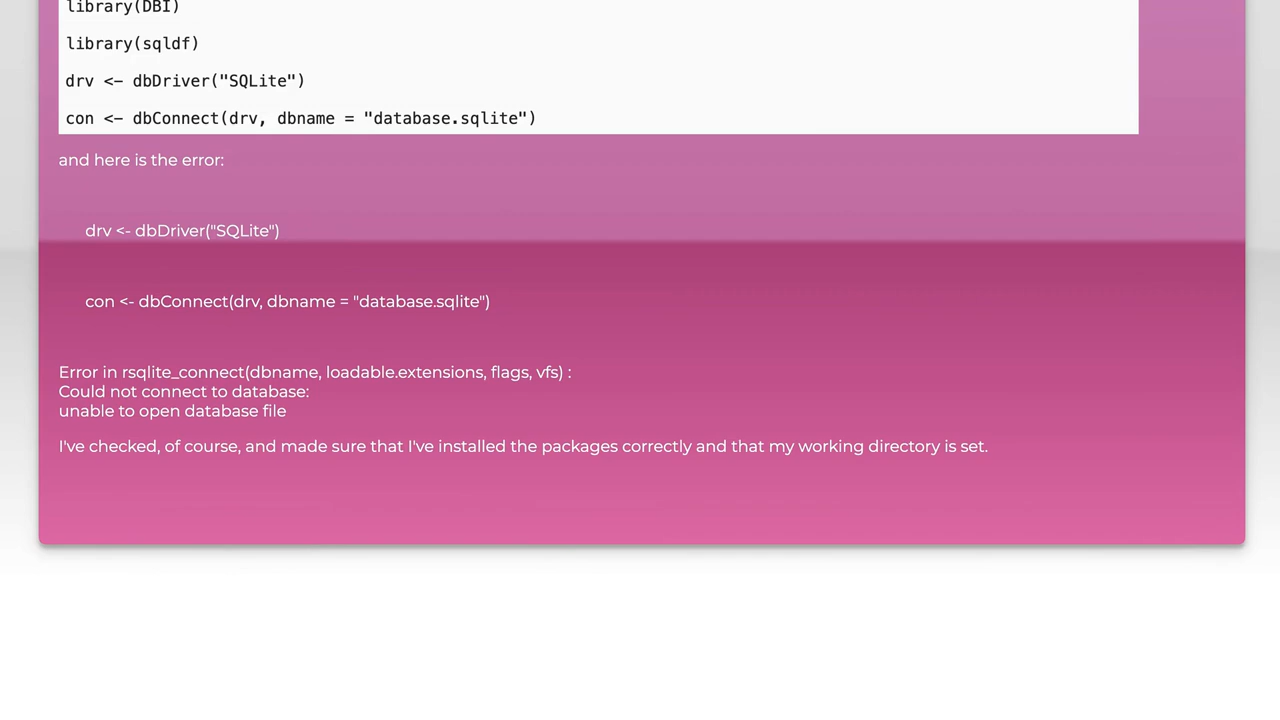 library(DBI)
library(sqldf)
drv <- dbDriver("SQLite")
con <- dbConnect(drv, dbname = "database.sqlite")
and here is the error:
drv <- dbDriver("SQLite")
con <- dbConnect(drv, dbname = "database.sqlite")
Error in rsqlite_connect(dbname, loadable.extensions, flags, vfs) :
Could not connect to database:
unable to open database file
I've checked, of course, and made sure that I've installed the packages correctly and that my working directory is set.